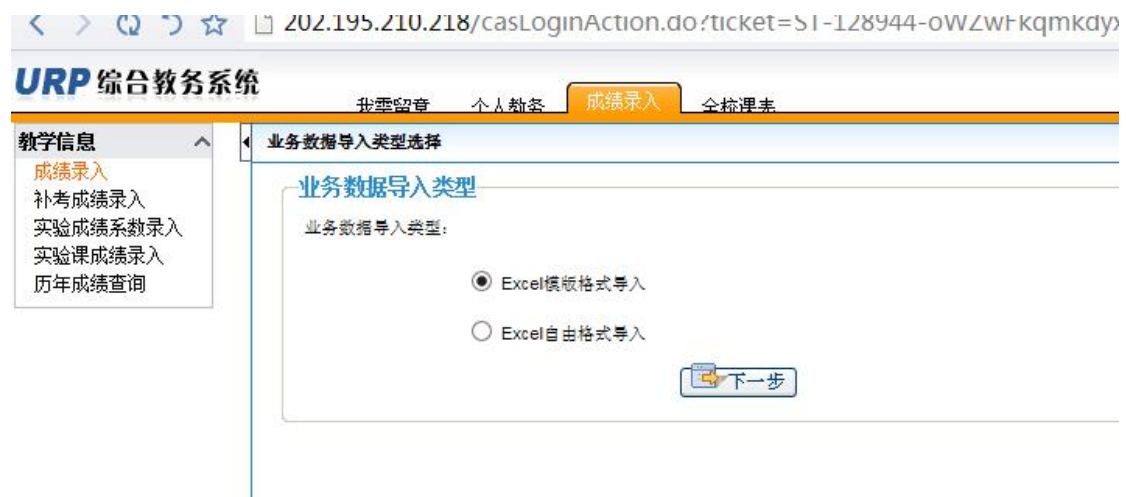 202.195.210.218/casLoginAction.do?ticket=ST-128944-oWZwFkqmkdyx
URP 综合教务系统
我要留言 个人教务 成绩录入 全校课表
教学信息
业务数据导入类型选择
成绩录入
补考成绩录入
实验成绩系数录入
实验课成绩录入
历年成绩查询
业务数据导入类型
业务数据导入类型:
Excel模版格式导入
Excel自由格式导入
下一步